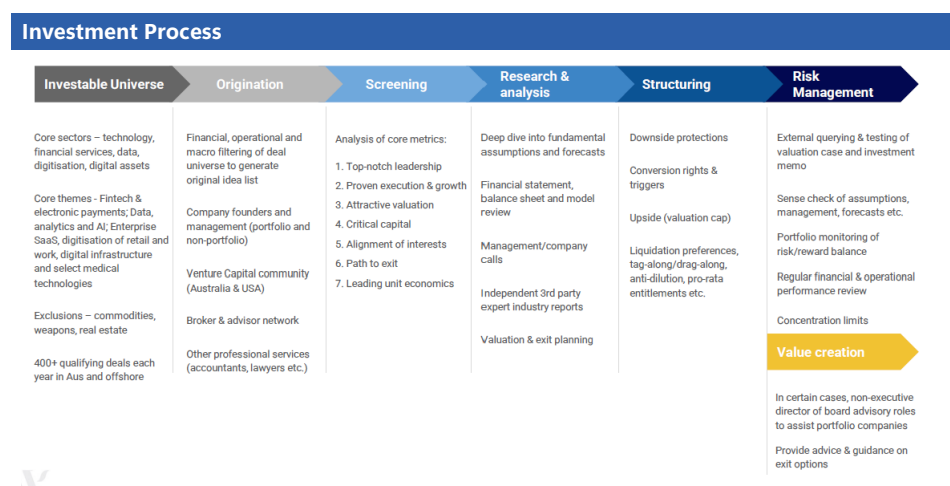 Investment Process
Investable Universe
Core sectors – technology,
financial services, data,
digitisation, digital assets
Core themes - Fintech &
electronic payments; Data,
analytics and AI; Enterprise
SaaS, digitisation of retail and
work, digital infrastructure
and select medical
technologies
Exclusions – commodities,
weapons, real estate
400+ qualifying deals each
year in Aus and offshore
Origination
Financial, operational and
macro filtering of deal
universe to generate
original idea list
Company founders and
management (portfolio and
non-portfolio)
Venture Capital community
(Australia & USA)
Broker & advisor network
Other professional services
(accountants, lawyers etc.)
Screening
Analysis of core metrics:
1. Top-notch leadership
2. Proven execution & growth
3. Attractive valuation
4. Critical capital
5. Alignment of interests
6. Path to exit
7. Leading unit economics
Research &
analysis
Deep dive into fundamental
assumptions and forecasts
Financial statement,
balance sheet and model
review
Management/company
calls
Independent 3rd party
expert industry reports
Valuation & exit planning
Structuring
Downside protections
Conversion rights &
triggers
Upside (valuation cap)
Liquidation preferences,
tag-along/drag-along,
anti-dilution, pro-rata
entitlements etc.
Risk
Management
External querying & testing of
valuation case and investment
memo
Sense check of assumptions,
management, forecasts etc.
Portfolio monitoring of
risk/reward balance
Regular financial & operational
performance review
Concentration limits
Value creation
In certain cases, non-executive
director of board advisory roles
to assist portfolio companies
Provide advice & guidance on
exit options